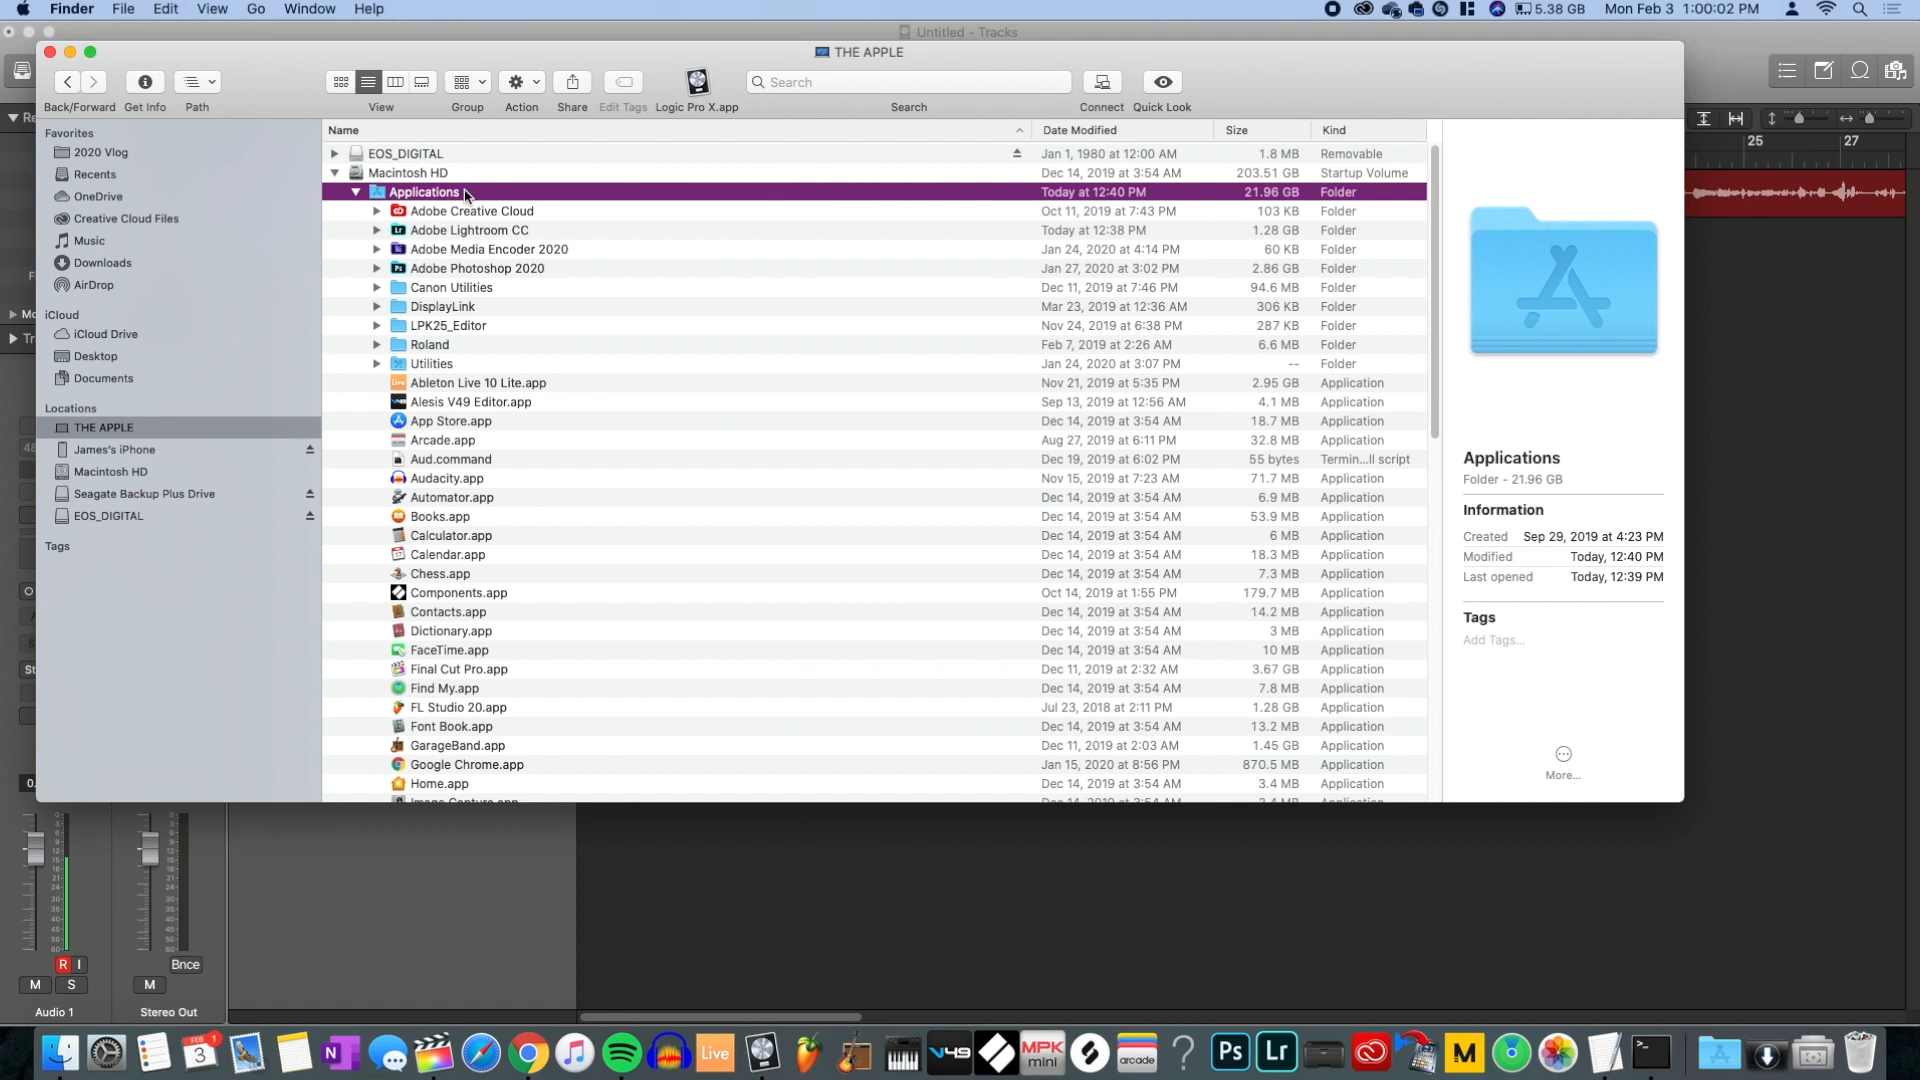 Finder File Edit View Go Window Help 5.38 GB Mon Feb 3 1:00:02 PM
Untitled - Tracks
THE APPLE
Search
Back/Forward Get Info Path View Group Action Share Edit Tags Logic Pro X.app Search Connect Quick Look
Favorites
2020 Vlog
Recents
OneDrive
Creative Cloud Files
Music
Downloads
AirDrop
iCloud
iCloud Drive
Desktop
Documents
Locations
THE APPLE
James's iPhone
Macintosh HD
Seagate Backup Plus Drive
EOS_DIGITAL
Tags
Name Date Modified Size Kind
EOS_DIGITAL Jan 1, 1980 at 12:00 AM 1.8 MB Removable
Macintosh HD Dec 14, 2019 at 3:54 AM 203.51 GB Startup Volume
Applications Today at 12:40 PM 21.96 GB Folder
Adobe Creative Cloud Oct 11, 2019 at 7:43 PM 103 KB Folder
Adobe Lightroom CC Today at 12:38 PM 1.28 GB Folder
Adobe Media Encoder 2020 Jan 24, 2020 at 4:14 PM 60 KB Folder
Adobe Photoshop 2020 Jan 27, 2020 at 3:02 PM 2.86 GB Folder
Canon Utilities Dec 11, 2019 at 7:46 PM 94.6 MB Folder
DisplayLink Mar 23, 2019 at 12:36 AM 306 KB Folder
LPK25_Editor Nov 24, 2019 at 6:38 PM 287 KB Folder
Roland Feb 7, 2019 at 2:26 AM 6.6 MB Folder
Utilities Jan 24, 2020 at 3:07 PM -- Folder
Ableton Live 10 Lite.app Nov 21, 2019 at 5:35 PM 2.95 GB Application
Alesis V49 Editor.app Sep 13, 2019 at 12:56 AM 4.1 MB Application
App Store.app Dec 14, 2019 at 3:54 AM 18.7 MB Application
Arcade.app Aug 27, 2019 at 6:11 PM 32.8 MB Application
Aud.command Dec 19, 2019 at 6:02 PM 55 bytes Termin...ll script
Audacity.app Nov 15, 2019 at 7:23 AM 71.7 MB Application
Automator.app Dec 14, 2019 at 3:54 AM 6.9 MB Application
Books.app Dec 14, 2019 at 3:54 AM 53.9 MB Application
Calculator.app Dec 14, 2019 at 3:54 AM 6 MB Application
Calendar.app Dec 14, 2019 at 3:54 AM 18.3 MB Application
Chess.app Dec 14, 2019 at 3:54 AM 7.3 MB Application
Components.app Oct 14, 2019 at 1:55 PM 179.7 MB Application
Contacts.app Dec 14, 2019 at 3:54 AM 14.2 MB Application
Dictionary.app Dec 14, 2019 at 3:54 AM 3 MB Application
FaceTime.app Dec 14, 2019 at 3:54 AM 10 MB Application
Final Cut Pro.app Dec 11, 2019 at 2:32 AM 3.67 GB Application
Find My.app Dec 14, 2019 at 3:54 AM 7.8 MB Application
FL Studio 20.app Jul 23, 2018 at 2:11 PM 1.28 GB Application
Font Book.app Dec 14, 2019 at 3:54 AM 13.2 MB Application
GarageBand.app Dec 11, 2019 at 2:03 AM 1.45 GB Application
Google Chrome.app Jan 15, 2020 at 8:56 PM 870.5 MB Application
Home.app Dec 14, 2019 at 3:54 AM 3.4 MB Application
Applications
Folder - 21.96 GB
Information
Created Sep 29, 2019 at 4:23 PM
Modified Today, 12:40 PM
Last opened Today, 12:39 PM
Tags
Add Tags...
More...
25 27
R I Bnce
M S M
Audio 1 Stereo Out
FEB 3 1 N Live V49 MPK mini arcade ? Ps Lr M